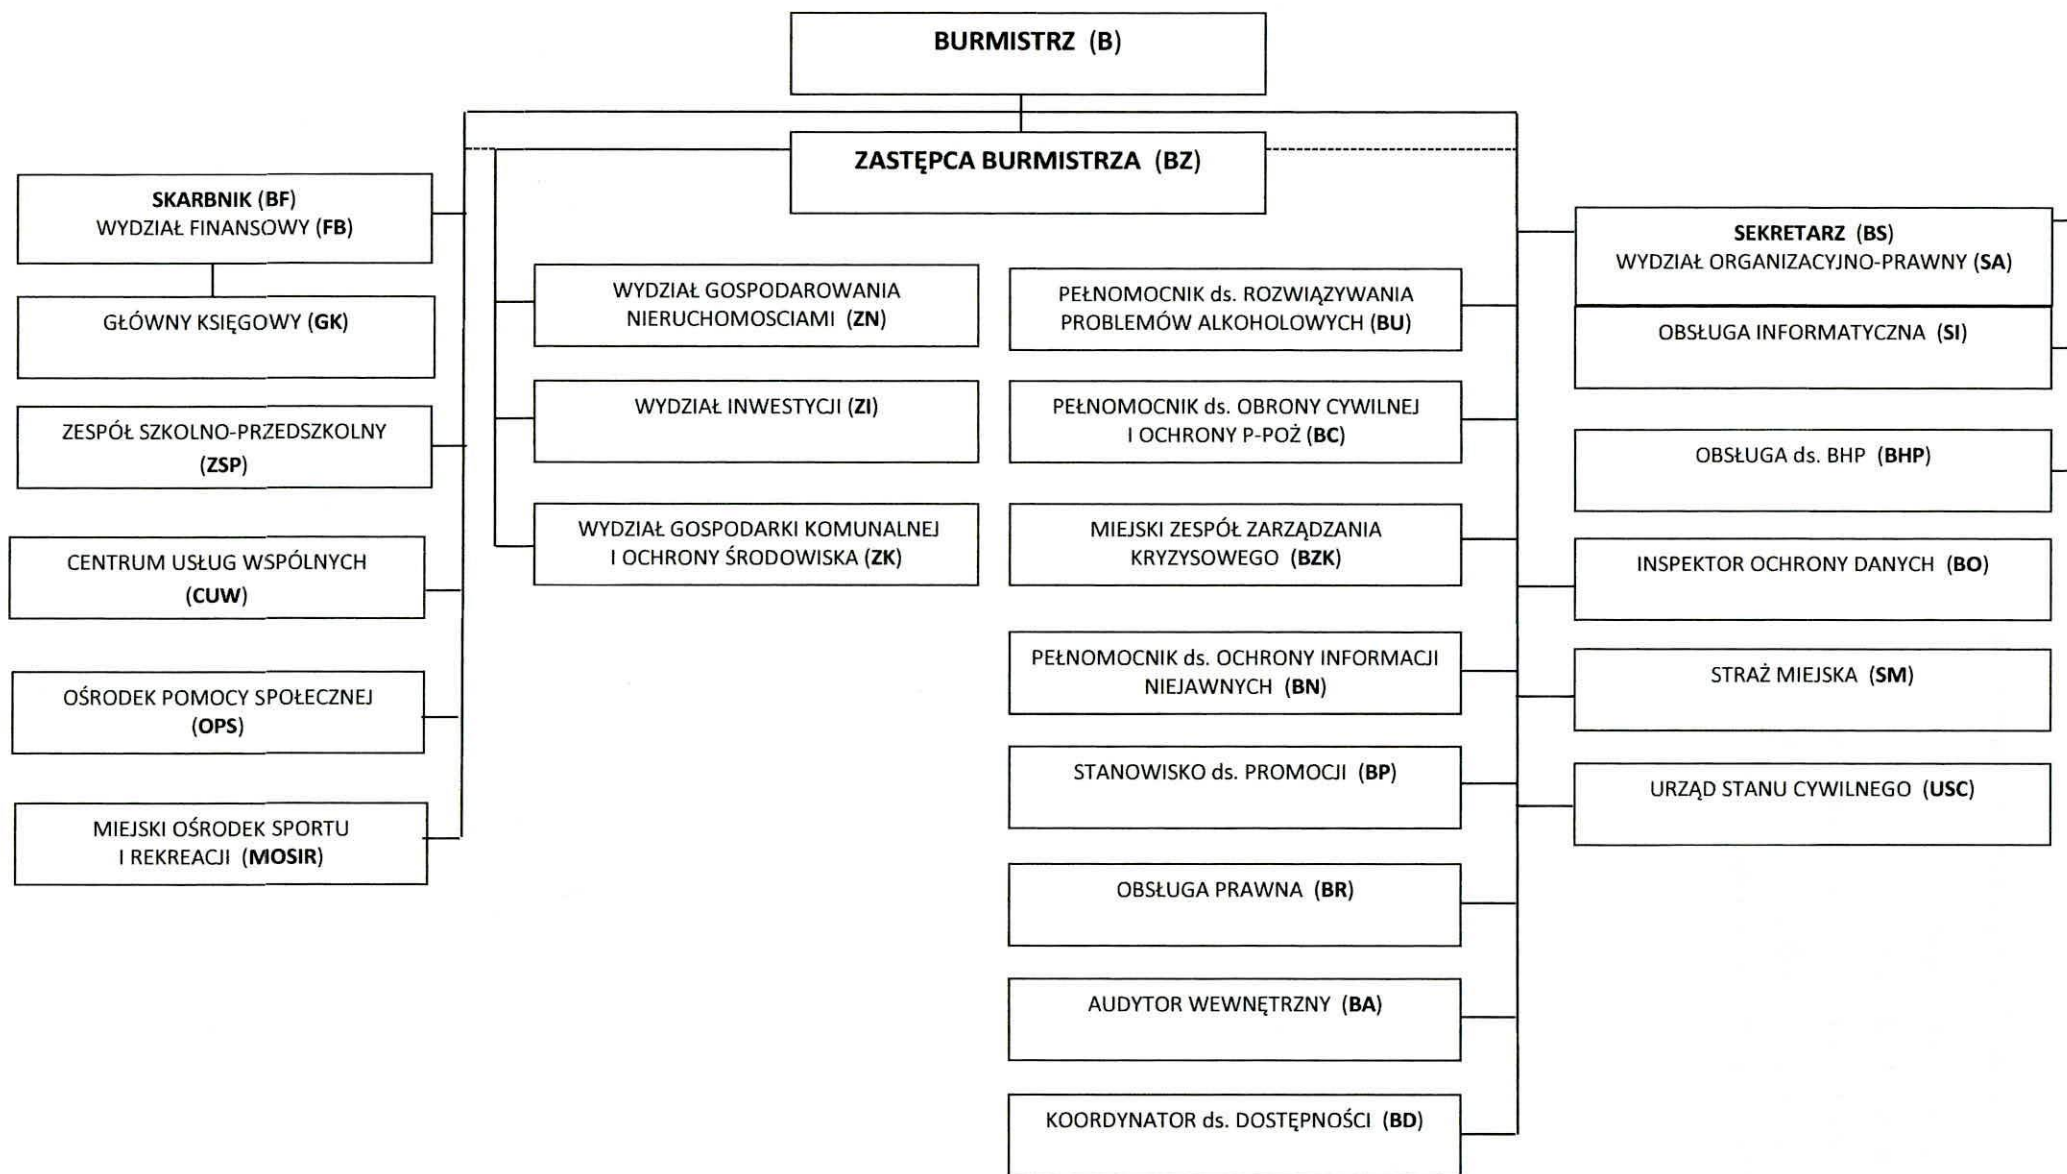 BURMISTRZ (B)
ZASTĘPCA BURMISTRZA (BZ)
SKARBNIK (BF)
WYDZIAŁ FINANSOWY (FB)
GŁÓWNY KSIĘGOWY (GK)
ZESPÓŁ SZKOLNO-PRZEDSZKOLNY
(ZSP)
CENTRUM USŁUG WSPÓLNYCH
(CUW)
OŚRODEK POMOCY SPOŁECZNEJ
(OPS)
MIEJSKI OŚRODEK SPORTU
I REKREACJI (MOSIR)
WYDZIAŁ GOSPODAROWANIA
NIERUCHOMOSCIAMI (ZN)
WYDZIAŁ INWESTYCJI (ZI)
WYDZIAŁ GOSPODARKI KOMUNALNEJ
I OCHRONY ŚRODOWISKA (ZK)
PEŁNOMOCNIK ds. ROZWIĄZYWANIA
PROBLEMÓW ALKOHOLOWYCH (BU)
PEŁNOMOCNIK ds. OBRONY CYWILNEJ
I OCHRONY P-POŻ (BC)
MIEJSKI ZESPÓŁ ZARZĄDZANIA
KRYZYSOWEGO (BZK)
PEŁNOMOCNIK ds. OCHRONY INFORMACJI
NIEJAWNYCH (BN)
STANOWISKO ds. PROMOCJI (BP)
OBSŁUGA PRAWNA (BR)
AUDYTOR WEWNĘTRZNY (BA)
KOORDYNATOR ds. DOSTĘPNOŚCI (BD)
SEKRETARZ (BS)
WYDZIAŁ ORGANIZACYJNO-PRAWNY (SA)
OBSŁUGA INFORMATYCZNA (SI)
OBSŁUGA ds. BHP (BHP)
INSPEKTOR OCHRONY DANYCH (BO)
STRAŻ MIEJSKA (SM)
URZĄD STANU CYWILNEGO (USC)